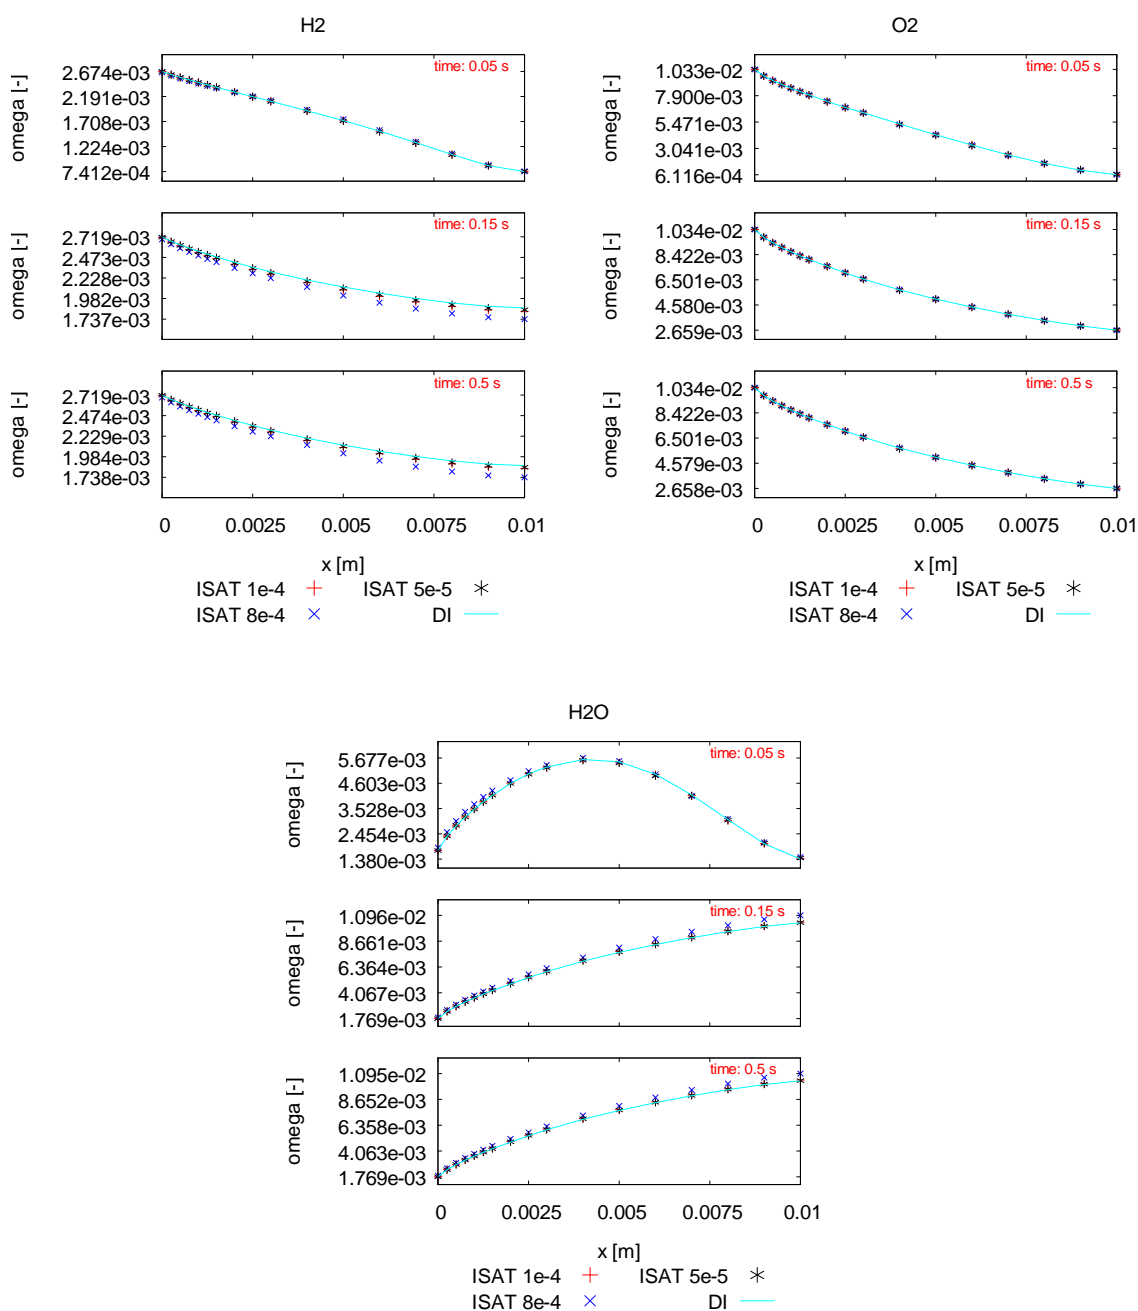 H2
omega [-]
2.674e-03
2.191e-03
1.708e-03
1.224e-03
7.412e-04
time: 0.05 s
omega [-]
2.719e-03
2.473e-03
2.228e-03
1.982e-03
1.737e-03
time: 0.15 s
omega [-]
2.719e-03
2.474e-03
2.229e-03
1.984e-03
1.738e-03
time: 0.5 s
0 0.0025 0.005 0.0075 0.01
x [m]
ISAT 1e-4 ISAT 5e-5
ISAT 8e-4 DI
O2
omega [-]
1.033e-02
7.900e-03
5.471e-03
3.041e-03
6.116e-04
time: 0.05 s
omega [-]
1.034e-02
8.422e-03
6.501e-03
4.580e-03
2.659e-03
time: 0.15 s
omega [-]
1.034e-02
8.422e-03
6.501e-03
4.579e-03
2.658e-03
time: 0.5 s
0 0.0025 0.005 0.0075 0.01
x [m]
ISAT 1e-4 ISAT 5e-5
ISAT 8e-4 DI
H2O
omega [-]
5.677e-03
4.603e-03
3.528e-03
2.454e-03
1.380e-03
time: 0.05 s
omega [-]
1.096e-02
8.661e-03
6.364e-03
4.067e-03
1.769e-03
time: 0.15 s
omega [-]
1.095e-02
8.652e-03
6.358e-03
4.063e-03
1.769e-03
time: 0.5 s
0 0.0025 0.005 0.0075 0.01
x [m]
ISAT 1e-4 ISAT 5e-5
ISAT 8e-4 DI